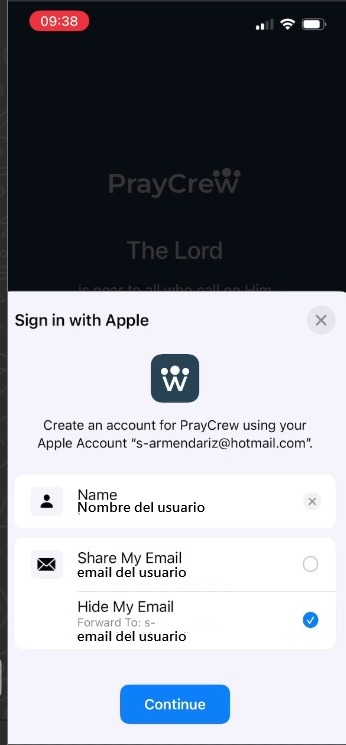 09:38
PrayCrew
The Lord
is near to all who call on Him
Sign in with Apple
Create an account for PrayCrew using your
Apple Account “s-armendariz@hotmail.com”.
Name
Nombre del usuario
Share My Email
email del usuario
Hide My Email
Forward To: s-
email del usuario
Continue